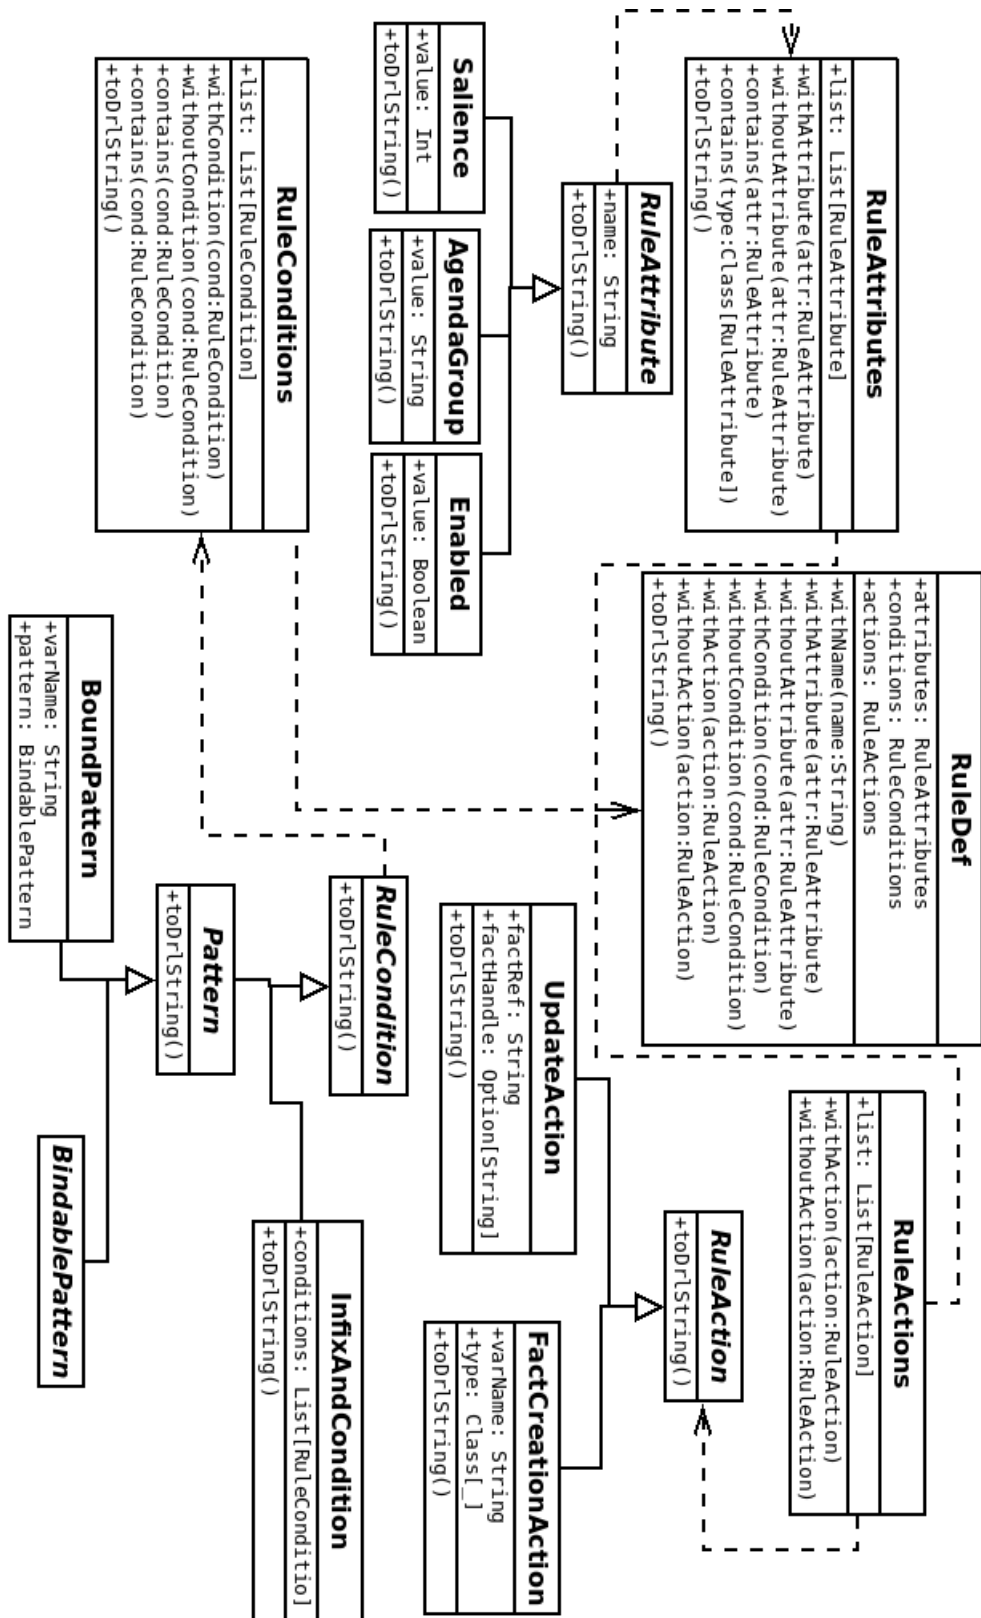 RuleDef
+attributes: RuleAttributes
+conditions: RuleConditions
+actions: RuleActions
+withName(name:String)
+withAttribute(attr:RuleAttribute)
+withoutAttribute(attr:RuleAttribute)
+withCondition(cond:RuleCondition)
+withoutCondition(cond:RuleCondition)
+withAction(action:RuleAction)
+withoutAction(action:RuleAction)
+toDrlString()
RuleAttributes
+list: List[RuleAttribute]
+withAttribute(attr:RuleAttribute)
+withoutAttribute(attr:RuleAttribute)
+contains(attr:RuleAttribute)
+contains(type:Class[RuleAttribute])
+toDrlString()
RuleActions
+list: List[RuleAction]
+withAction(action:RuleAction)
+withoutAction(action:RuleAction)
RuleAttribute
+name: String
+toDrlString()
RuleAction
+toDrlString()
Salience
+value: Int
+toDrlString()
AgendaGroup
+value: String
+toDrlString()
Enabled
+value: Boolean
+toDrlString()
UpdateAction
+factRef: String
+factHandle: Option[String]
+toDrlString()
FactCreationAction
+varName: String
+type: Class[_]
+toDrlString()
RuleConditions
+list: List[RuleCondition]
+withCondition(cond:RuleCondition)
+withoutCondition(cond:RuleCondition)
+contains(cond:RuleCondition)
+contains(cond:RuleCondition)
+toDrlString()
RuleCondition
+toDrlString()
InfixAndCondition
+conditions: List[RuleConditio]
+toDrlString()
Pattern
+toDrlString()
BoundPattern
+varName: String
+pattern: BindablePattern
BindablePattern